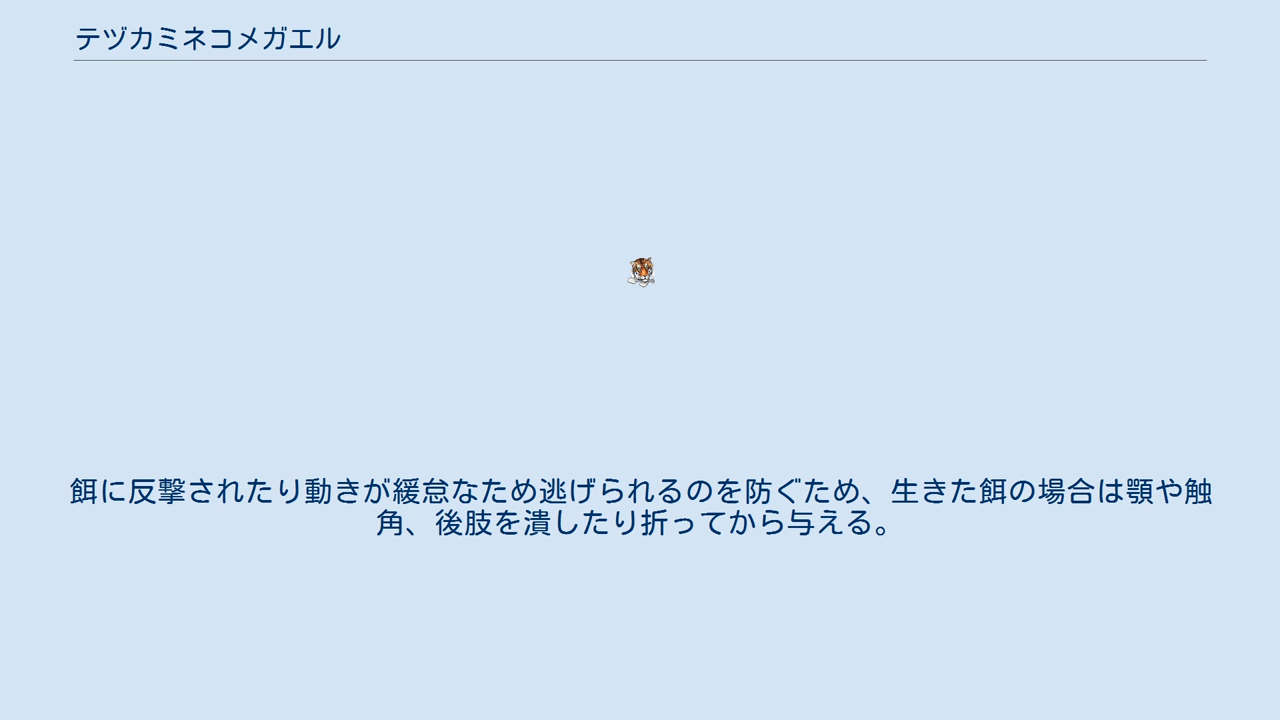 テヅカミネコメガエル
餌に反撃されたり動きが緩怠なため逃げられるのを防ぐため、生きた餌の場合は顎や触
角、後肢を潰したり折ってから与える。